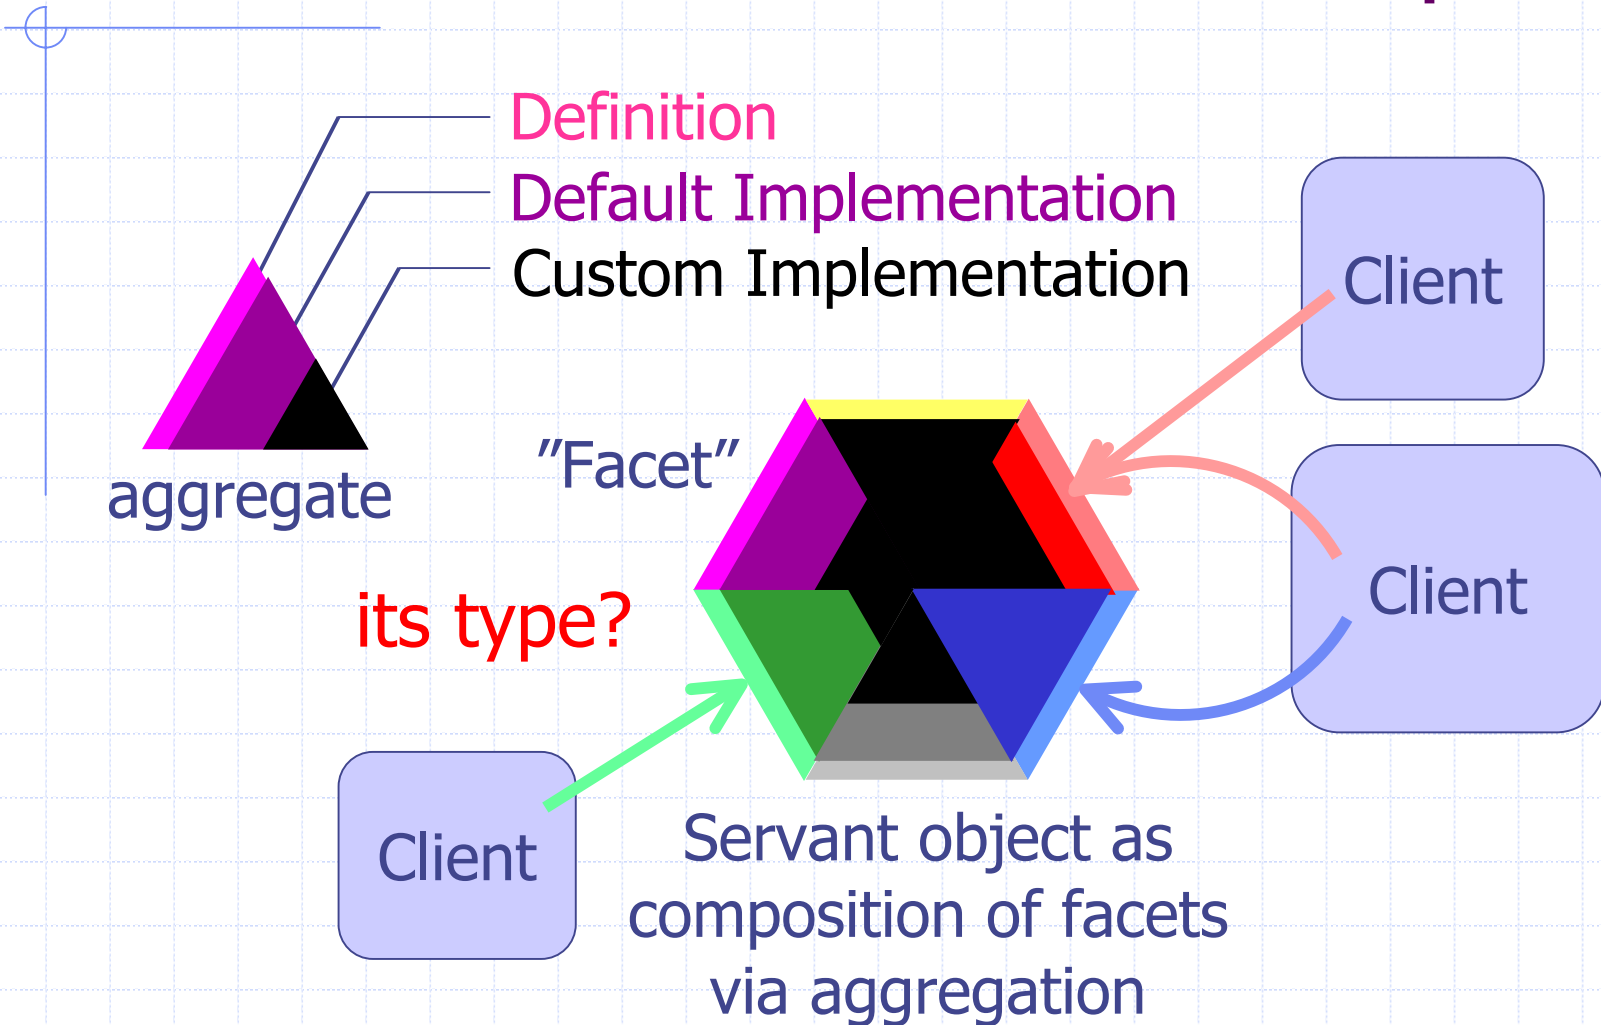 Definition
Default Implementation
Custom Implementation
aggregate
"Facet"
its type?
Client
Client
Client
Servant object as
composition of facets
via aggregation